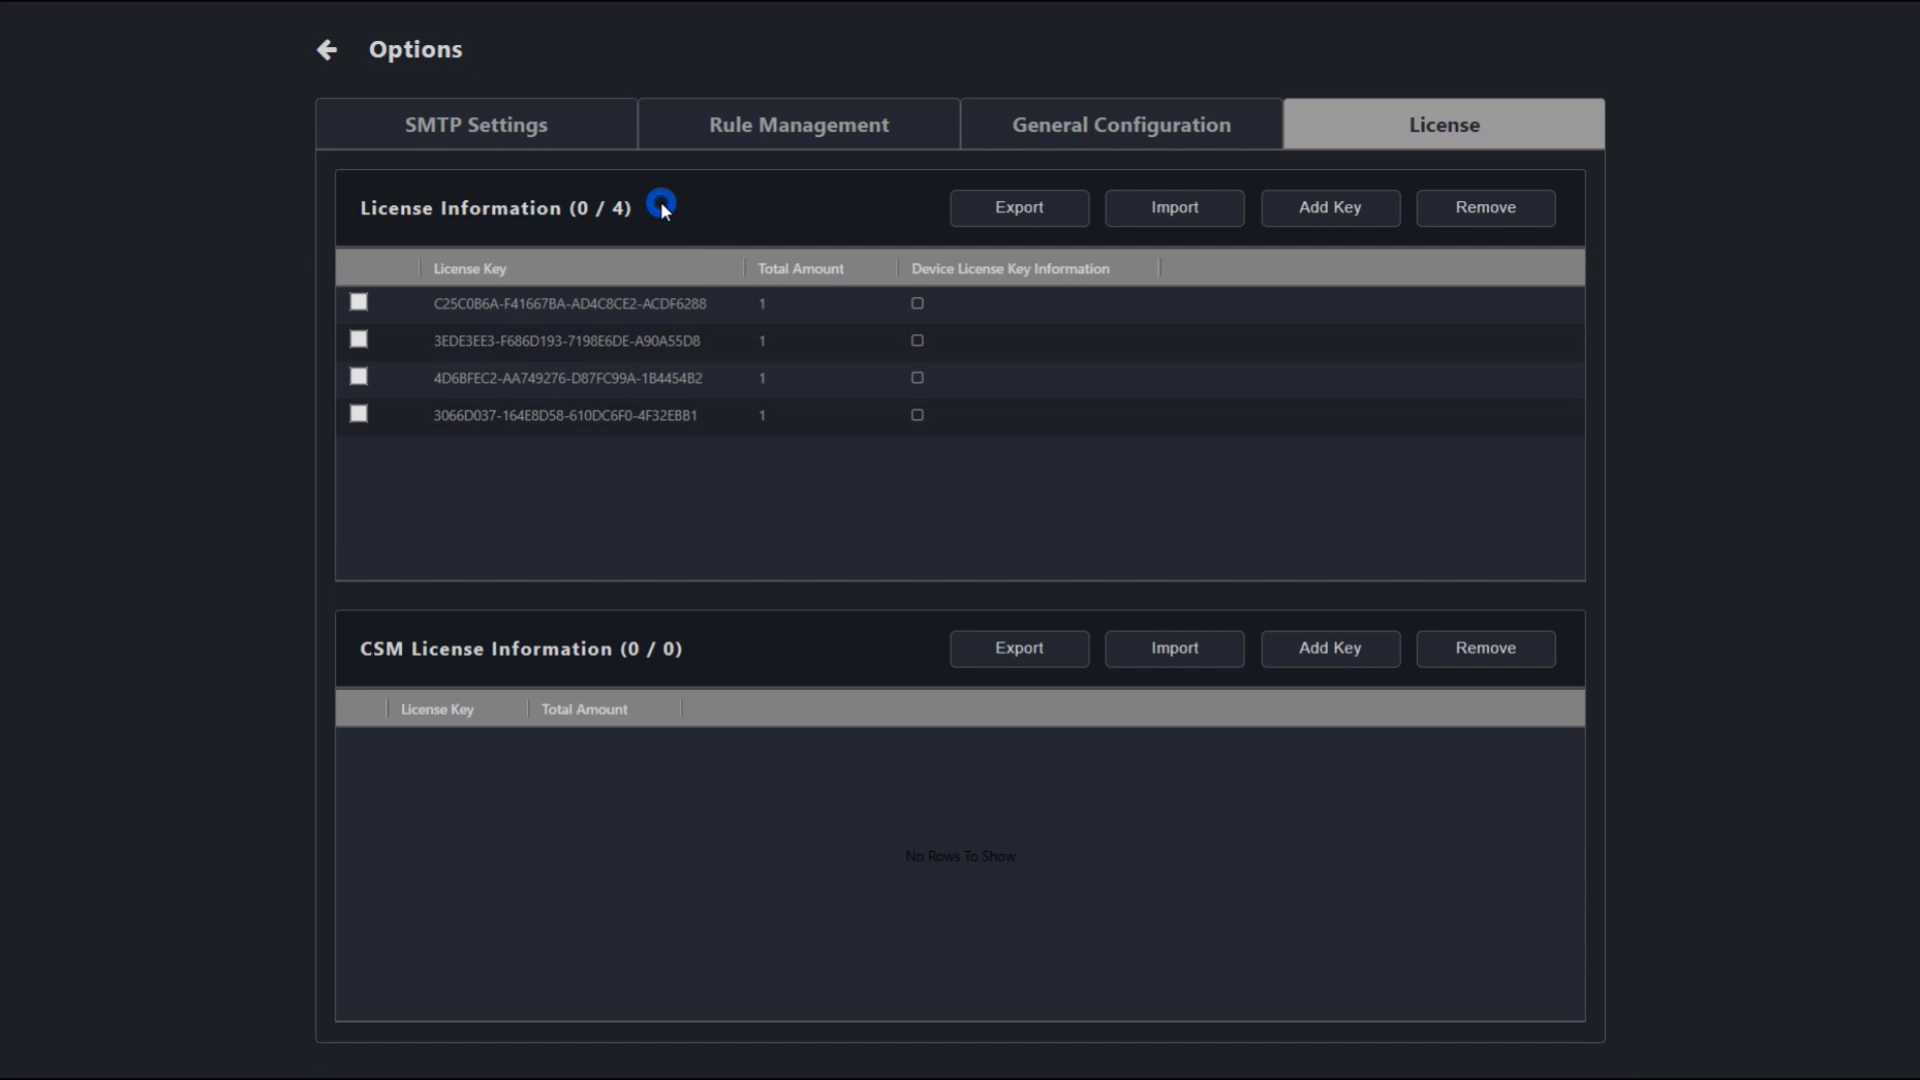 Options
SMTP Settings Rule Management General Configuration License
License Information (0 / 4) Export Import Add Key Remove
License Key Total Amount Device License Key Information
C25C0B6A-F41667BA-AD4C8CE2-ACDF6288 1
3EDE3EE3-F686D193-7198E6DE-A90A55D8 1
4D6BFEC2-AA749276-D87FC99A-1B4454B2 1
3066D037-164E8D58-610DC6F0-4F32EBB1 1
CSM License Information (0 / 0) Export Import Add Key Remove
License Key Total Amount
No Rows To Show